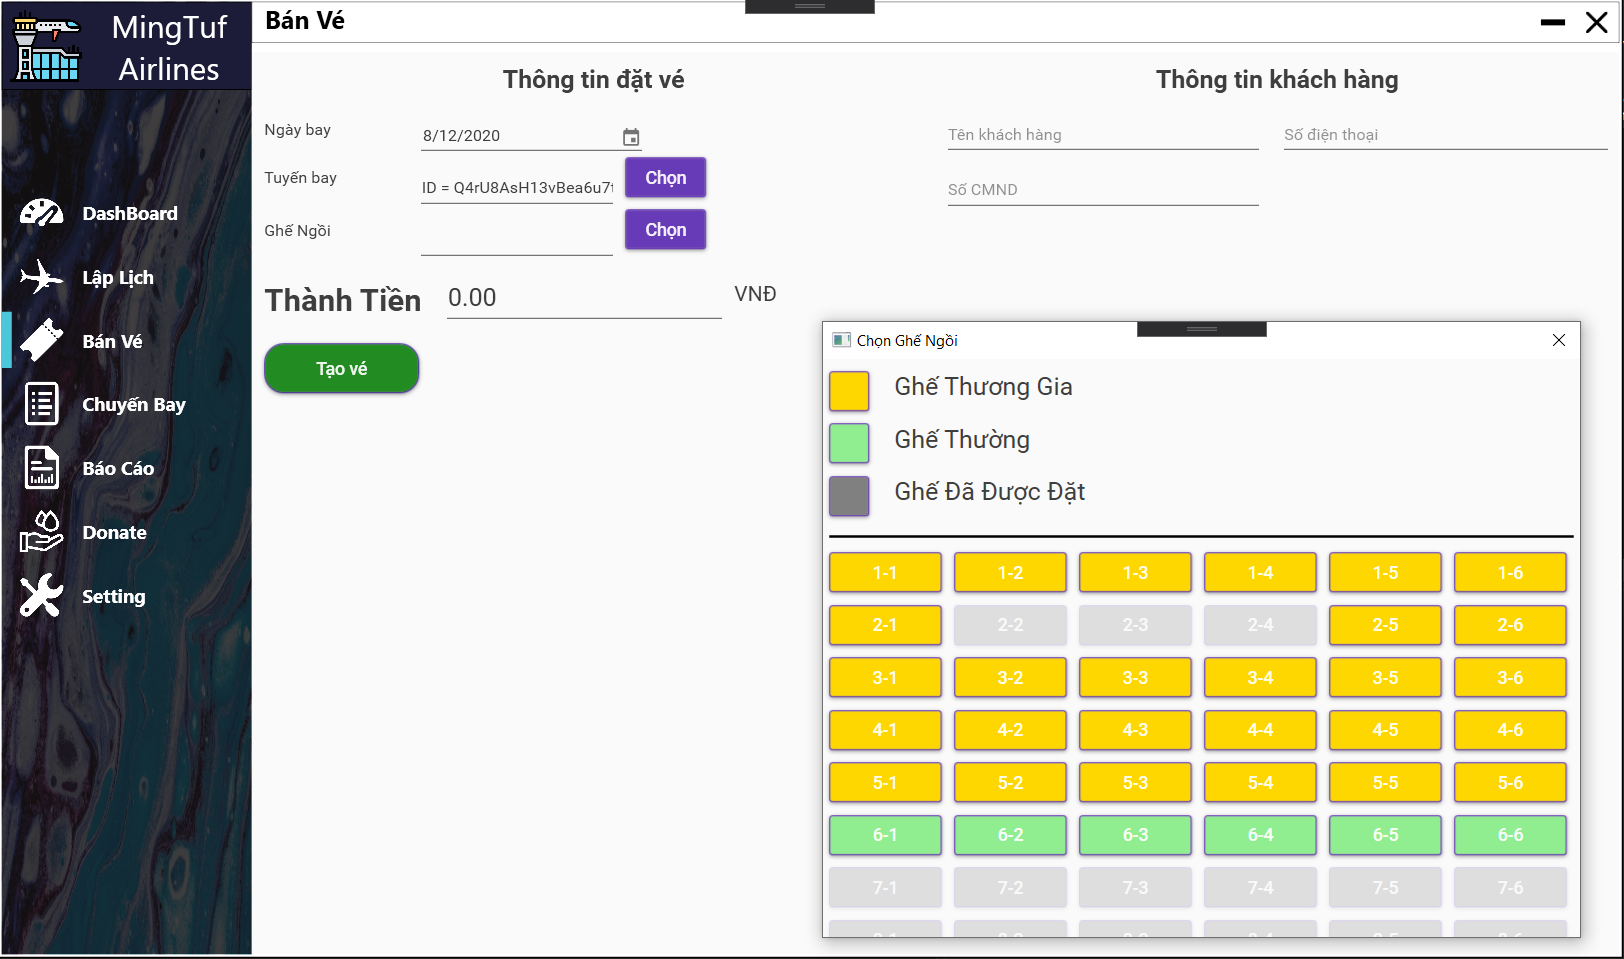 MingTuf
Airlines
Bán Vé
DashBoard
Lập Lịch
Bán Vé
Chuyến Bay
Báo Cáo
Donate
Setting
Thông tin đặt vé
Ngày bay
8/12/2020
Tuyến bay
ID = Q4rU8AsH13vBea6u7t
Chọn
Ghế Ngồi
Chọn
Thành Tiền
0.00
VNĐ
Tạo vé
Thông tin khách hàng
Tên khách hàng
Số điện thoại
Số CMND
Chọn Ghế Ngồi
Ghế Thương Gia
Ghế Thường
Ghế Đã Được Đặt
1-1 1-2 1-3 1-4 1-5 1-6
2-1 2-2 2-3 2-4 2-5 2-6
3-1 3-2 3-3 3-4 3-5 3-6
4-1 4-2 4-3 4-4 4-5 4-6
5-1 5-2 5-3 5-4 5-5 5-6
6-1 6-2 6-3 6-4 6-5 6-6
7-1 7-2 7-3 7-4 7-5 7-6